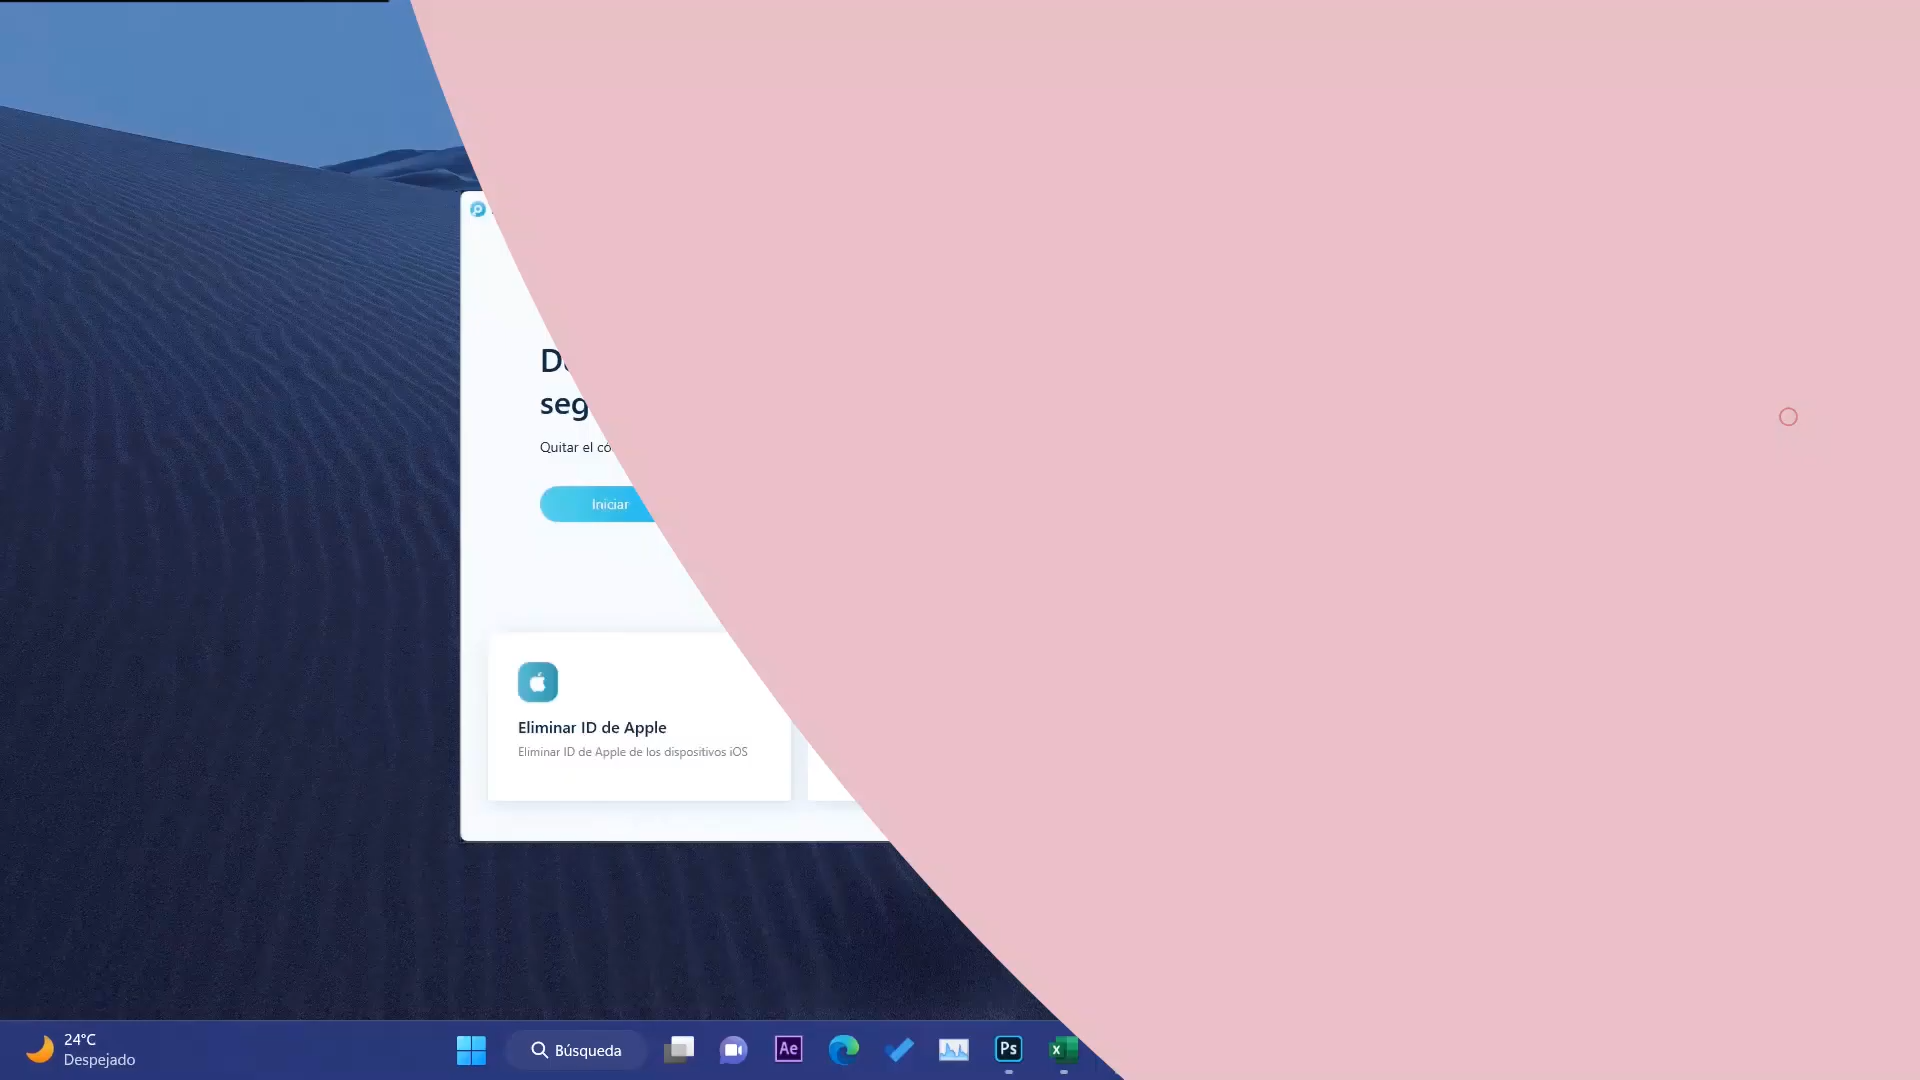 seg
Quitar el
Iniciar
Eliminar ID de Apple
Eliminar ID de Apple de los dispositivos iOS
24°C
Despejado
Búsqueda
Ae
Ps
X